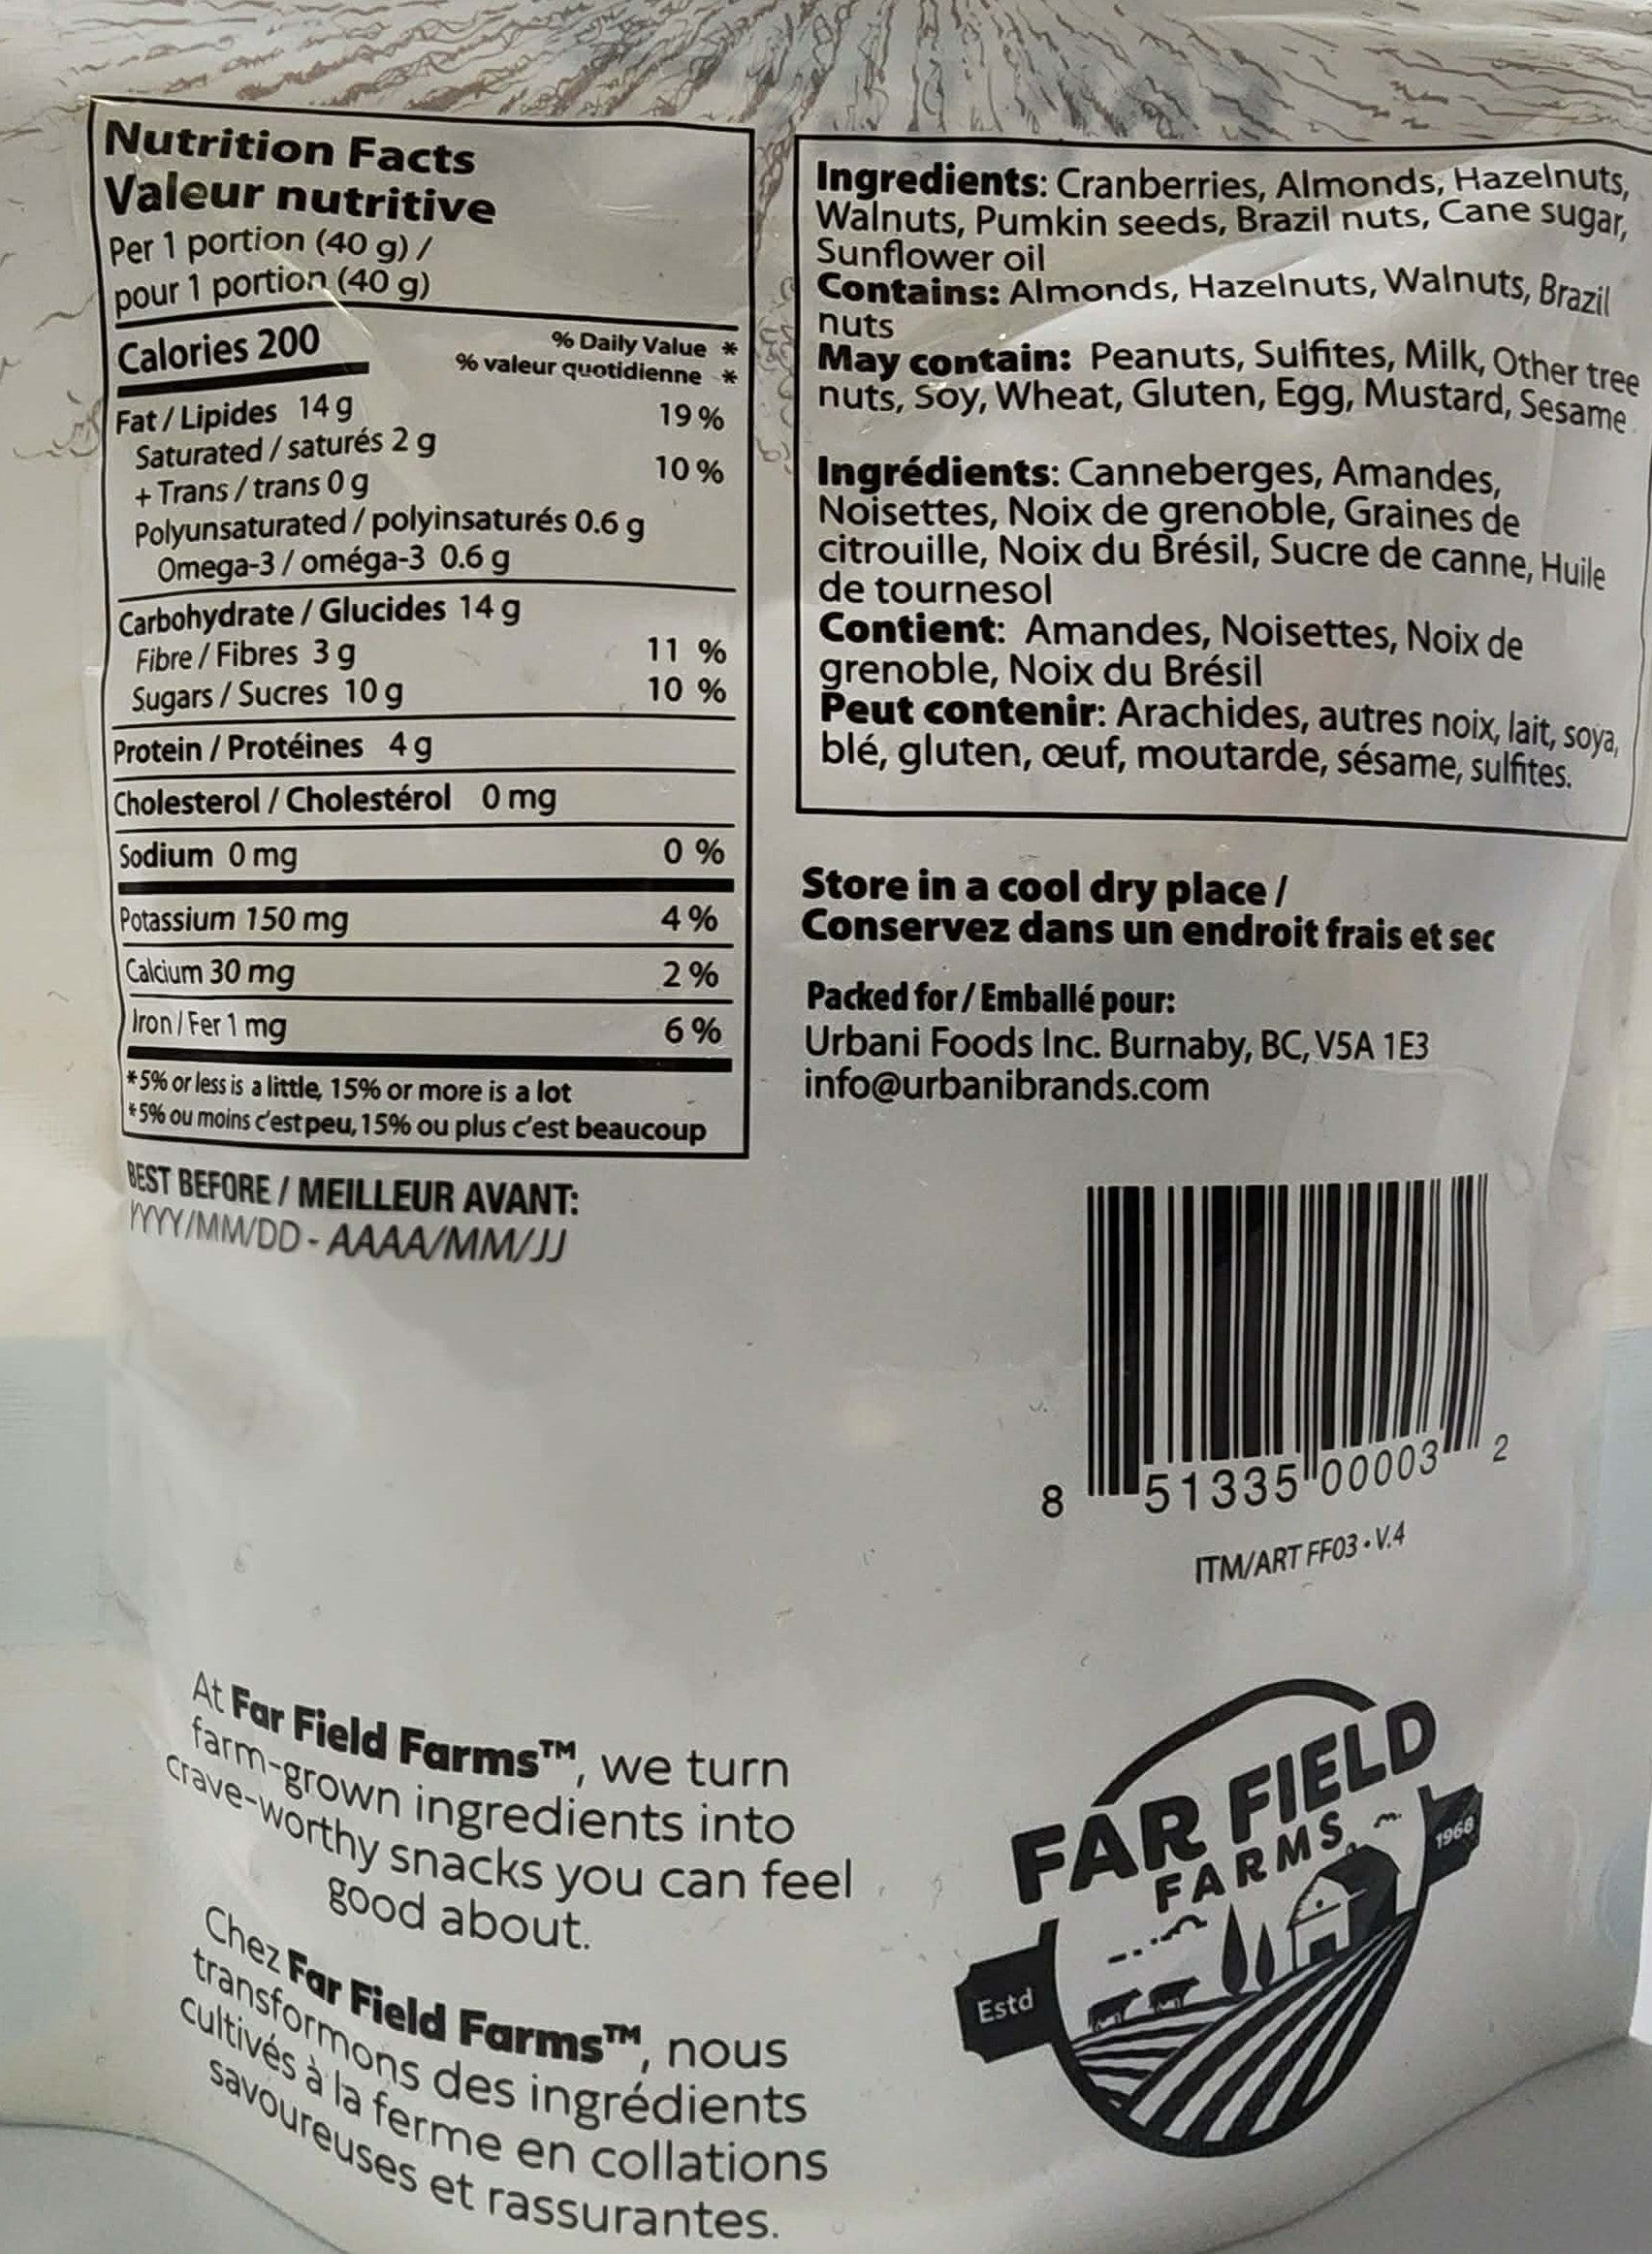 Nutrition Facts
Valeur nutritive
Per 1 portion (40 g) /
pour 1 portion (40 g)
Calories 200
% Daily Value *
% valeur quotidienne *
Fat / Lipides 14 g 19 %
Saturated / saturés 2 g
+ Trans / trans 0 g 10 %
Polyunsaturated / polyinsaturés 0.6 g
Omega-3 / oméga-3 0.6 g
Carbohydrate / Glucides 14 g
Fibre / Fibres 3 g 11 %
Sugars / Sucres 10 g 10 %
Protein / Protéines 4 g
Cholesterol / Cholestérol 0 mg
Sodium 0 mg 0 %
Potassium 150 mg 4 %
Calcium 30 mg 2 %
Iron / Fer 1 mg 6 %
*5% or less is a little, 15% or more is a lot
*5% ou moins c'est peu, 15% ou plus c'est beaucoup
BEST BEFORE / MEILLEUR AVANT:
YYYY/MM/DD - AAAA/MM/JJ
Ingredients: Cranberries, Almonds, Hazelnuts,
Walnuts, Pumkin seeds, Brazil nuts, Cane sugar,
Sunflower oil
Contains: Almonds, Hazelnuts, Walnuts, Brazil
nuts
May contain: Peanuts, Sulfites, Milk, Other tree
nuts, Soy, Wheat, Gluten, Egg, Mustard, Sesame
Ingrédients: Canneberges, Amandes,
Noisettes, Noix de grenoble, Graines de
citrouille, Noix du Brésil, Sucre de canne, Huile
de tournesol
Contient: Amandes, Noisettes, Noix de
grenoble, Noix du Brésil
Peut contenir: Arachides, autres noix, lait, soya,
blé, gluten, œuf, moutarde, sésame, sulfites.
Store in a cool dry place /
Conservez dans un endroit frais et sec
Packed for / Emballé pour:
Urbani Foods Inc. Burnaby, BC, V5A 1E3
info@urbanibrands.com
8 51335 00003 2
ITM/ART FF03 • V.4
At Far Field Farms™, we turn
farm-grown ingredients into
crave-worthy snacks you can feel
good about.
Chez Far Field Farms™, nous
transformons des ingrédients
cultivés à la ferme en collations
savoureuses et rassurantes.
FAR FIELD
FARMS
Estd
1968